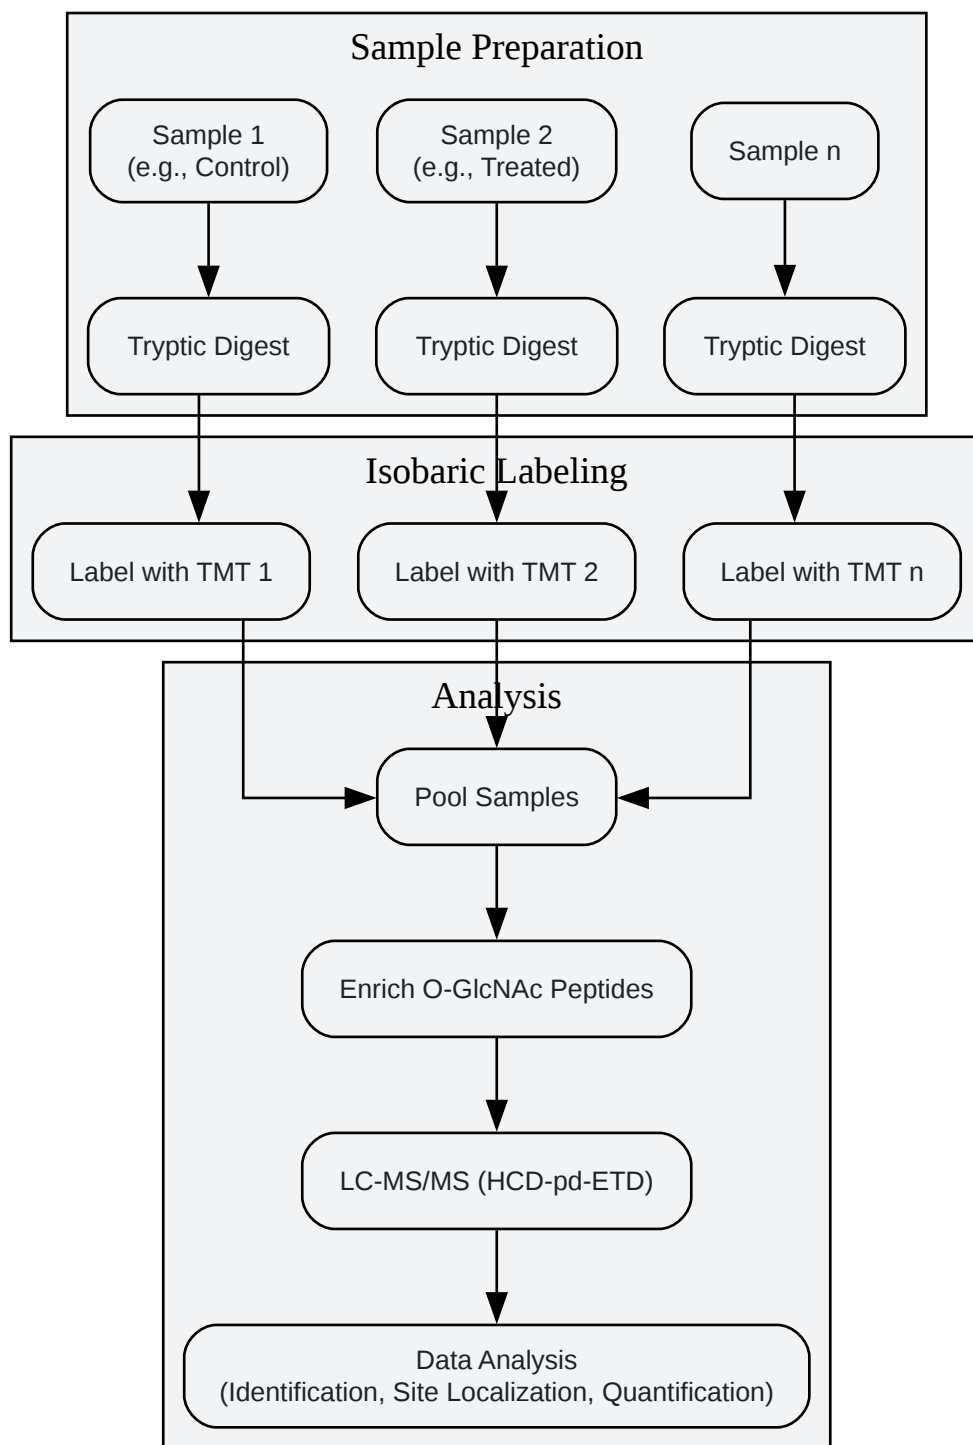 Sample Preparation
Sample 1
(e.g., Control)
Sample 2
(e.g., Treated)
Sample n
Tryptic Digest
Tryptic Digest
Tryptic Digest
Isobaric Labeling
Label with TMT 1
Label with TMT 2
Label with TMT n
Analysis
Pool Samples
Enrich O-GlcNAc Peptides
LC-MS/MS (HCD-pd-ETD)
Data Analysis
(Identification, Site Localization, Quantification)